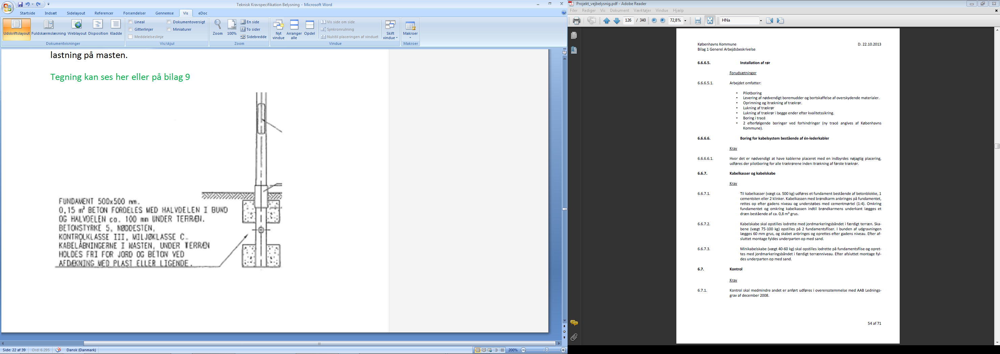 Teknisk Kravspecifikation Belysning - Microsoft Word
Startside Indsæt Sidelayout Referencer Forsendelser Gennemse Vis eDoc
Udskriftslayout Fuldskærmslæsning Weblayout Disposition Kladde
Dokumentvisninger
Lineal Dokumentoversigt
Gitterlinjer Miniaturer
Meddelelseslinje
Vis/skjul
Zoom 100%
En side
To sider
Sidebredde
Zoom
Nyt vindue
Arranger alle
Opdel
Vis side om side
Synkronrulning
Nulstil placeringen af vinduet
Skift vindue
Vindue
Makroer
Makroer
lastning på masten.
Tegning kan ses her eller på bilag 9
FUNDAMENT 500x500 mm.
0,15 m³ BETON FORDELES MED HALVDELEN I BUND
OG HALVDELEN ca. 100 mm UNDER TERRÆN.
BETONSTYRKE 5, NØDDESTEN,
KONTROLKLASSE III, MILJØKLASSE C.
KABELÅBNINGERNE I MASTEN, UNDER TERRÆN
HOLDES FRI FOR JORD OG BETON VED
AFDÆKNING MED PLAST ELLER LIGENDE.
Side: 22 af 39 Ord: 6.295 Dansk (Danmark) 200%
Projekt_vejbelysnig.pdf - Adobe Reader
Filer Rediger Vis Dokument Værktøjer Vindue Hjælp
126 / 340 72,8% HNa
Københavns Kommune D. 22.10.2013
Bilag 1 Generel Arbejdsbeskrivelse
6.6.6.5. Installation af rør
Forudsætninger
6.6.6.5.1. Arbejdet omfatter:
• Pilotboring
• Levering af nødvendigt boremudder og bortskaffelse af overskydende materialer.
• Oprimning og itrækning af trækrør.
• Lukning af trækrør
• Lukning af trækrør i begge ender efter kvalitetssikring.
• Boring i tracé
• 2 efterfølgende boringer ved forhindringer (ny tracé angives af Københavns
Kommune).
6.6.6.6. Boring for kabelsystem bestående af én-lederkabler
Krav
6.6.6.6.1. Hvor det er nødvendigt at have kablerne placeret med en indbyrdes nøjagtig placering,
udføres der pilotboring for alle trækrørene inden itrækning af første trækrør.
6.6.7. Kabelkasser og kabelskabe
Krav
6.6.7.1. Til kabelkasser (vægt ca. 500 kg) udføres et fundament bestående af betonblokke, 1
cementsten eller 2 klinker. Kabelkassen med brøndkarm anbringes på fundamentet,
rettes op efter gadens niveau og understøbes med cementmørtel (1:4). Omkring
fundamentet og omkring kabelkassen indtil brøndkarmens underkant lægges et
dræn bestående af ca. 0,8 m³ grus.
6.6.7.2. Kabelskabe skal opstilles lodrette med jordmarkeringsbåndet i færdigt terræn. Ska-
bene (vægt 75-100 kg) opstilles på 2 fundamentsfliser. I bunden af udgravningen
lægges 60 mm grus, og skabet anbringes og oprettes efter gadens niveau. Efter af-
sluttet montage fyldes underparten op med sand.
6.6.7.3. Minikabelskabe (vægt 40-60 kg) skal opstilles lodrette på fundamentsflise og opret-
tes med jordmarkeringsbåndet i færdigt terrænniveau. Efter afsluttet montage fyl-
des underparten op med sand.
6.7. Kontrol
Krav
6.7.1. Kontrol skal medmindre andet er anført udføres i overensstemmelse med AAB Lednings-
grav af december 2008.
54 af 71